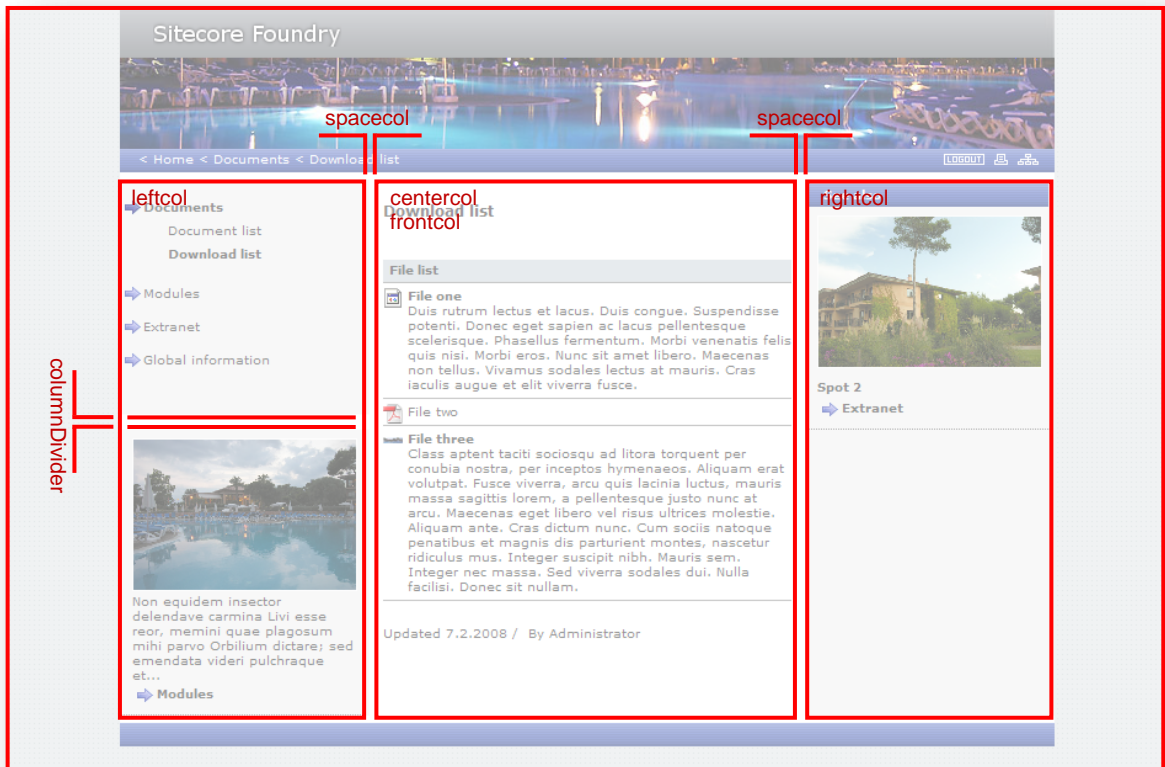 Sitecore Foundry
spacecol
spacecol
< Home < Documents < Download list
LOGOUT
leftcol
Documents
Document list
Download list
Modules
Extranet
Global information
columnDivider
Non equidem insector
delendave carmina Livi esse
reor, memini quae plagosum
mihi parvo Orbilium dictare; sed
emendata videri pulchraque
et...
Modules
centercol
Download list
frontcol
File list
File one
Duis rutrum lectus et lacus. Duis congue. Suspendisse
potenti. Donec eget sapien ac lacus pellentesque
scelerisque. Phasellus fermentum. Morbi venenatis felis
quis nisi. Morbi eros. Nunc sit amet libero. Maecenas
non tellus. Vivamus sodales lectus at mauris. Cras
iaculis augue et elit viverra fusce.
File two
File three
Class aptent taciti sociosqu ad litora torquent per
conubia nostra, per inceptos hymenaeos. Aliquam erat
volutpat. Fusce viverra, arcu quis lacinia luctus, mauris
massa sagittis lorem, a pellentesque justo nunc at
arcu. Maecenas eget libero vel risus ultrices molestie.
Aliquam ante. Cras dictum nunc. Cum sociis natoque
penatibus et magnis dis parturient montes, nascetur
ridiculus mus. Integer suscipit nibh. Mauris sem.
Integer nec massa. Sed viverra sodales dui. Nulla
facilisi. Donec sit nullam.
Updated 7.2.2008 / By Administrator
rightcol
Spot 2
Extranet